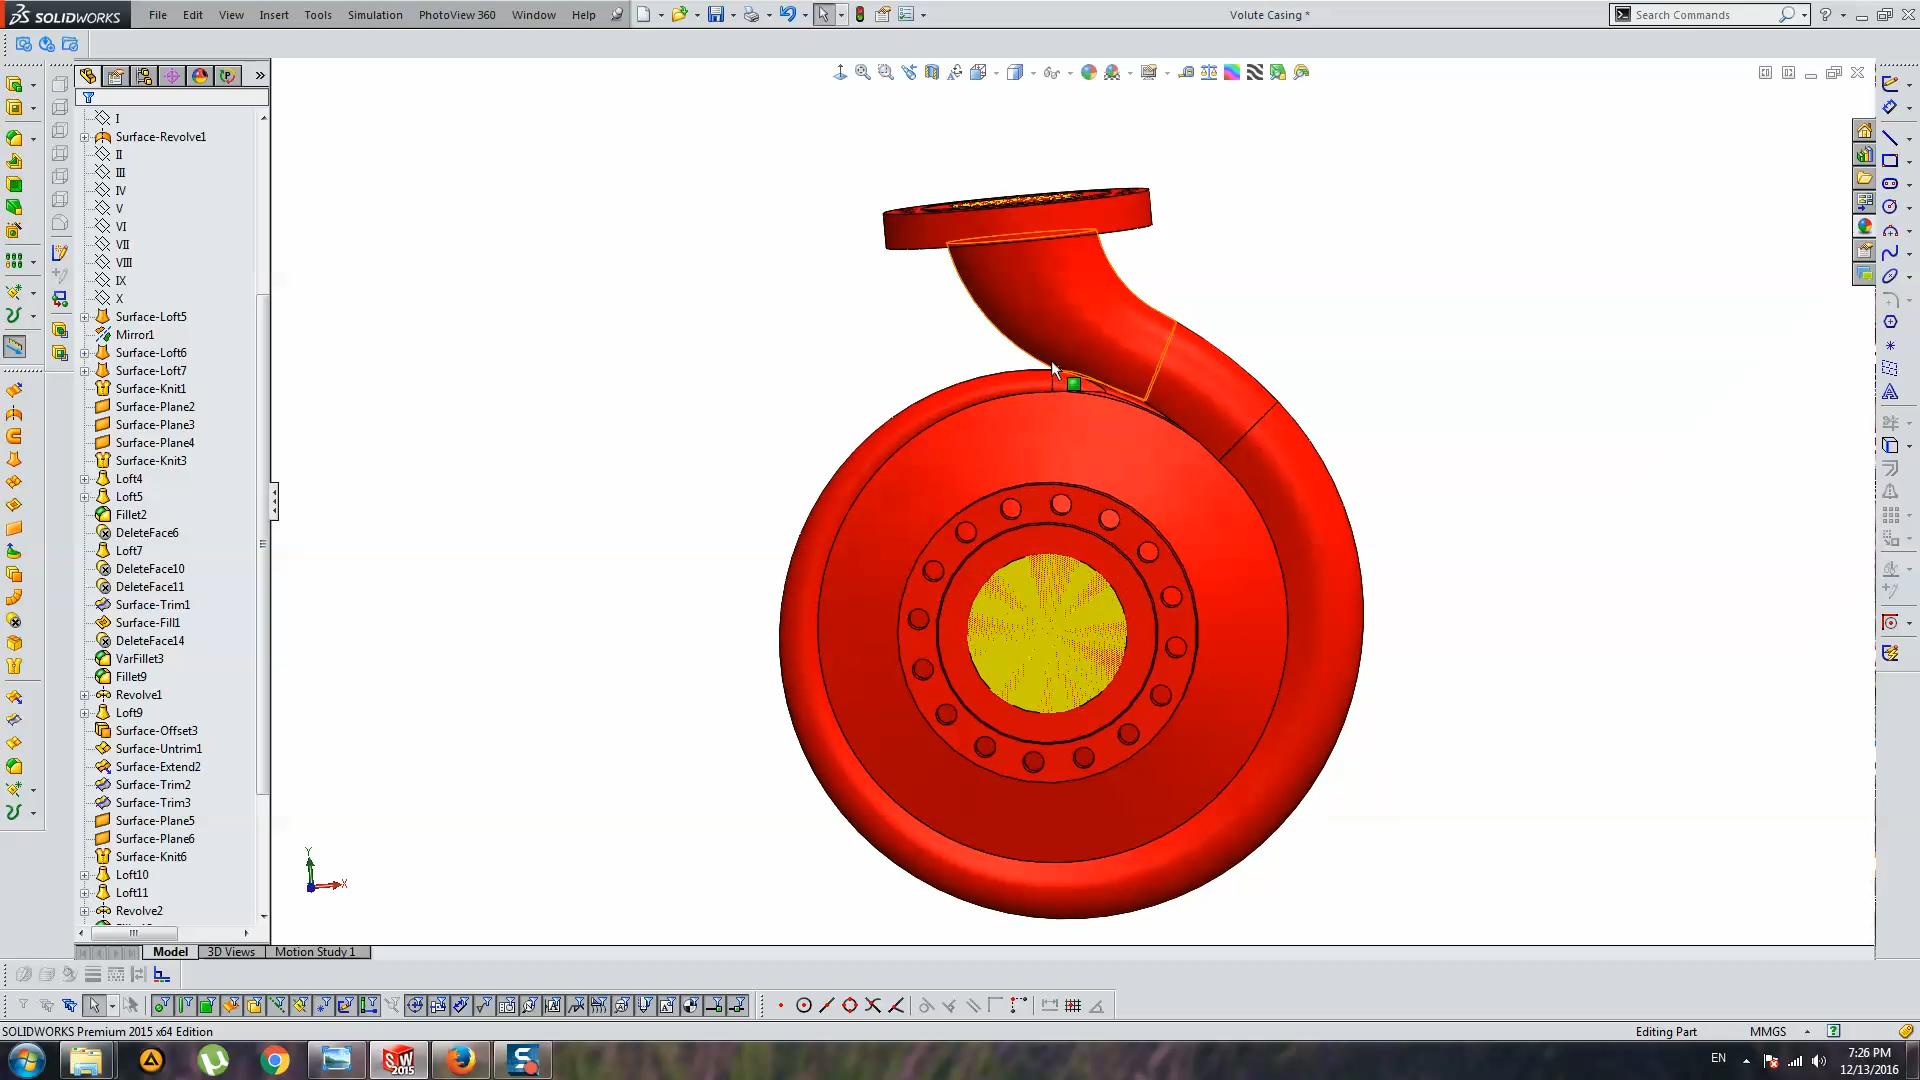 SOLIDWORKS File Edit View Insert Tools Simulation PhotoView 360 Window Help Volute Casing * Search Commands
I
Surface-Revolve1
II
III
IV
V
VI
VII
VIII
IX
X
Surface-Loft5
Mirror1
Surface-Loft6
Surface-Loft7
Surface-Knit1
Surface-Plane2
Surface-Plane3
Surface-Plane4
Surface-Knit3
Loft4
Loft5
Fillet2
DeleteFace6
Loft7
DeleteFace10
DeleteFace11
Surface-Trim1
Surface-Fill1
DeleteFace14
VarFillet3
Fillet9
Revolve1
Loft9
Surface-Offset3
Surface-Untrim1
Surface-Extend2
Surface-Trim2
Surface-Trim3
Surface-Plane5
Surface-Plane6
Surface-Knit6
Loft10
Loft11
Revolve2
Y
X
Model 3D Views Motion Study 1
SOLIDWORKS Premium 2015 x64 Edition Editing Part MMGS
SW 2015 EN 7:26 PM
12/13/2016